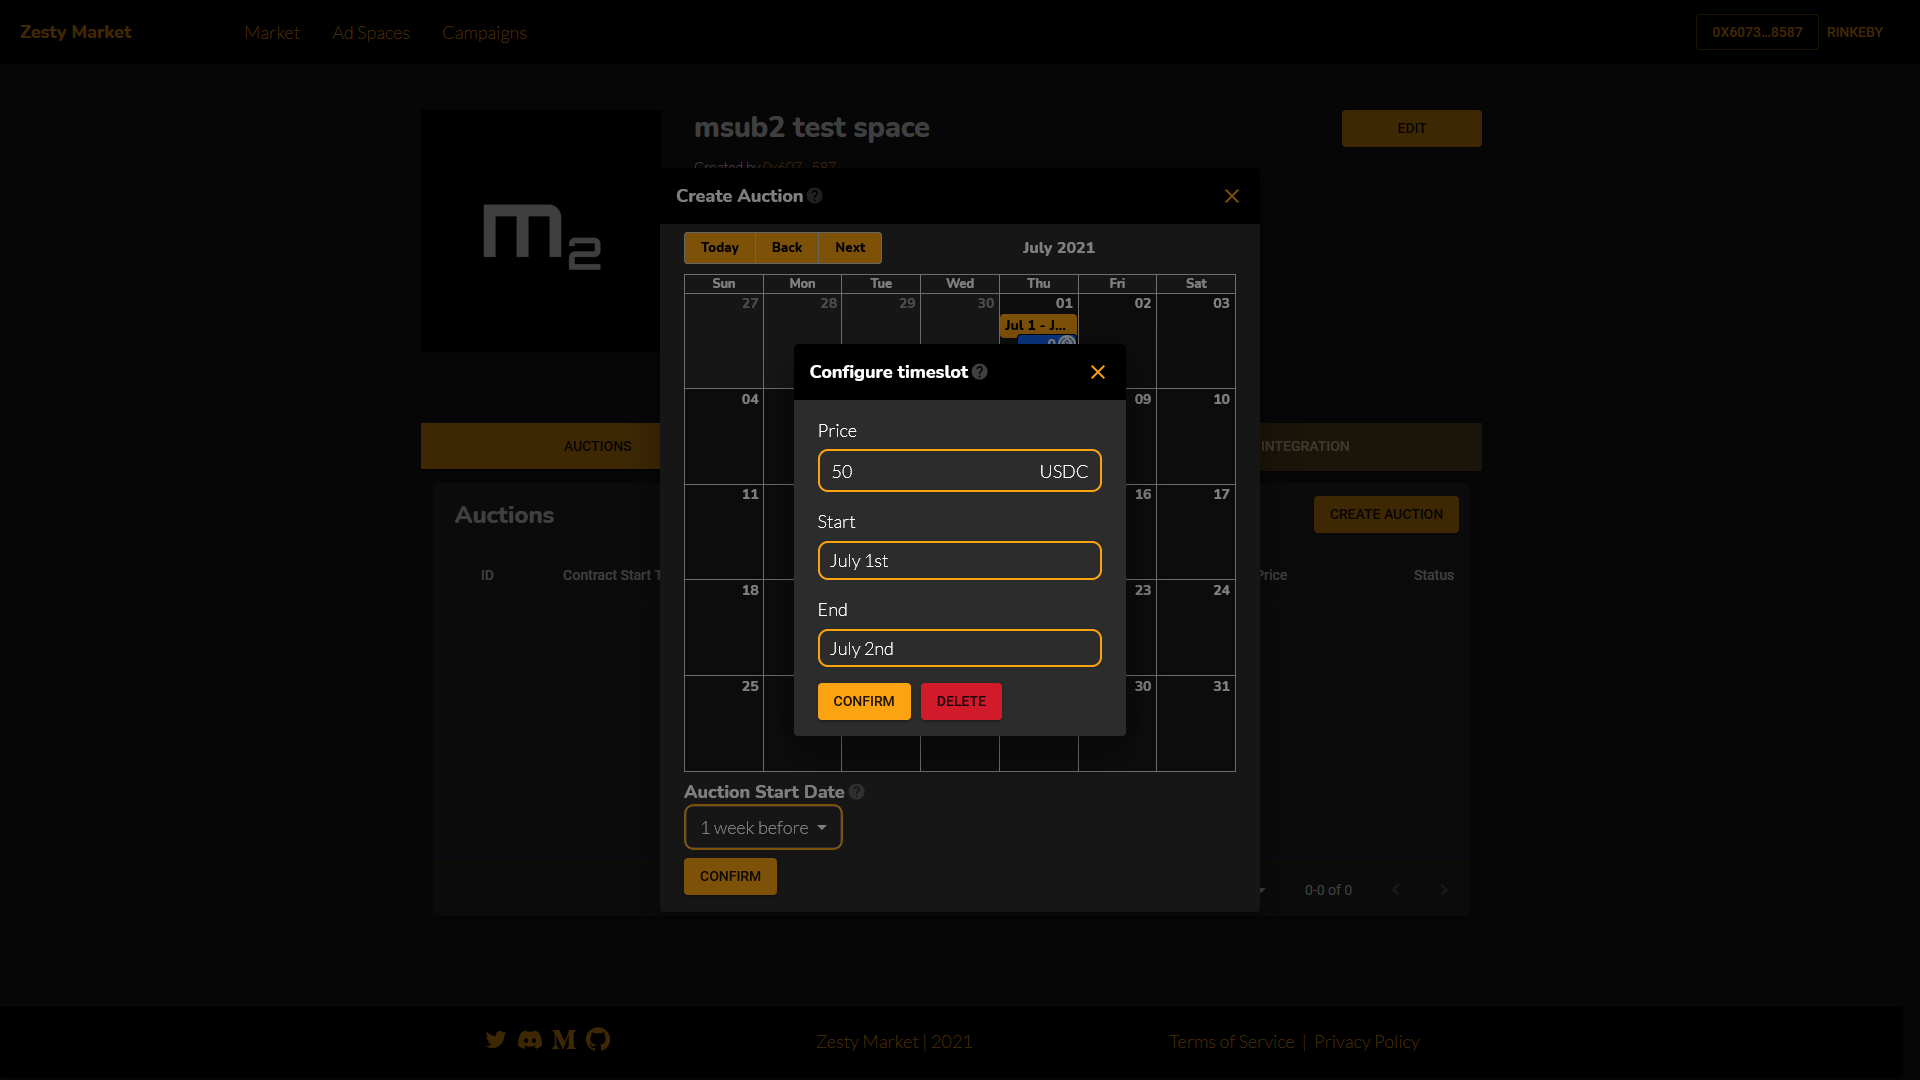 Zesty Market Market Ad Spaces Campaigns 0X6073...8587 RINKEBY
m2
msub2 test space
EDIT
Created by 0x607...587
Create Auction ?
Today Back Next July 2021
Sun Mon Tue Wed Thu Fri Sat
27 28 29 30 01 02 03
Jul 1 - J...
Configure timeslot ?
04 09 10
Price
AUCTIONS INTEGRATION
50 USDC
11 16 17
Auctions CREATE AUCTION
Start
July 1st
ID Contract Start Price Status
18 23 24
End
July 2nd
25 30 31
CONFIRM DELETE
Auction Start Date ?
1 week before
CONFIRM
0-0 of 0
Zesty Market | 2021 Terms of Service | Privacy Policy